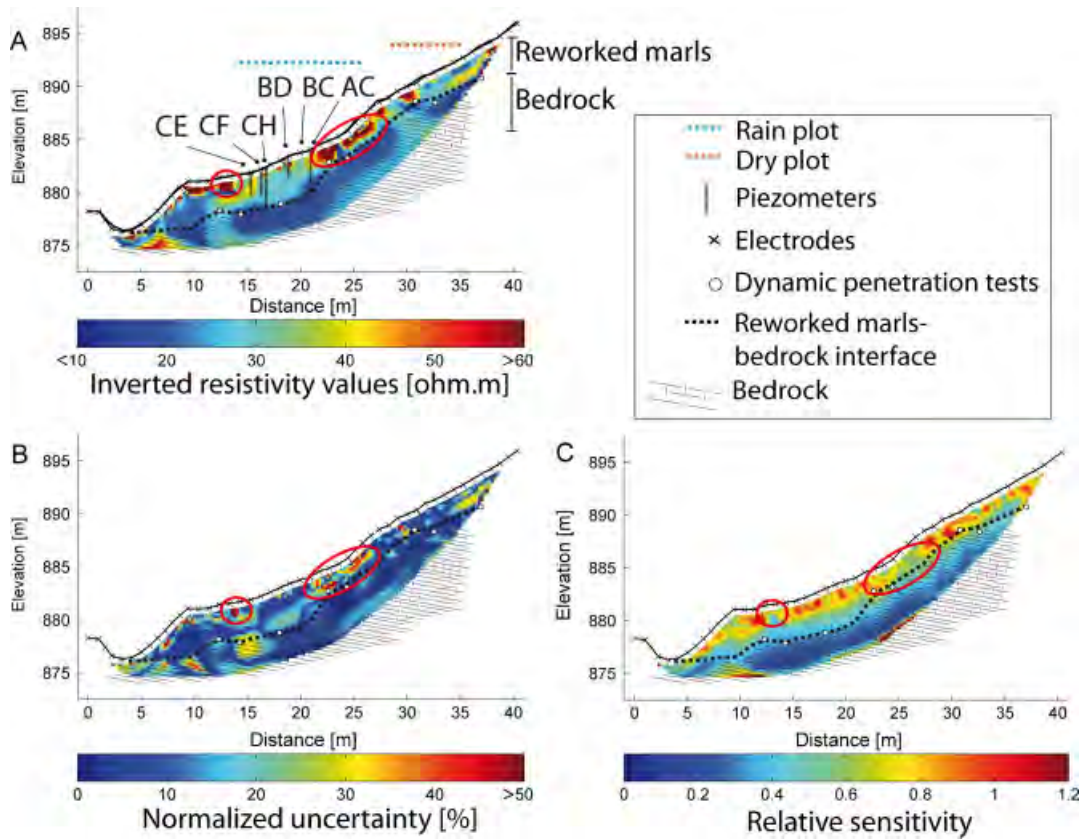 A
895
890
885
880
875
Elevation [m]
CE
CF
CH
BD
BC
AC
Reworked marls
Bedrock
0 5 10 15 20 25 30 35 40
Distance [m]
<10 20 30 40 50 >60
Inverted resistivity values [ohm.m]
Rain plot
Dry plot
Piezometers
Electrodes
Dynamic penetration tests
Reworked marls-
bedrock interface
Bedrock
B
895
890
885
880
875
Elevation [m]
0 5 10 15 20 25 30 35 40
Distance [m]
0 10 20 30 40 >50
Normalized uncertainty [%]
C
895
890
885
880
875
Elevation [m]
0 5 10 15 20 25 30 35 40
Distance [m]
0 0.2 0.4 0.6 0.8 1 1.2
Relative sensitivity